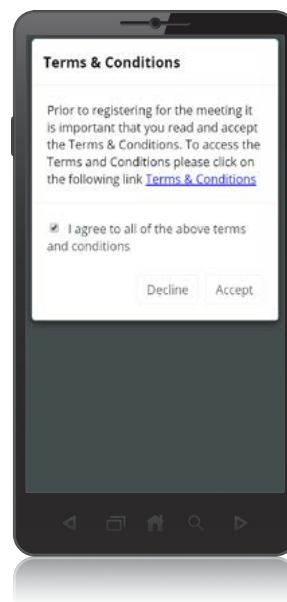 Terms & Conditions
Prior to registering for the meeting it
is important that you read and accept
the Terms & Conditions. To access the
Terms and Conditions please click on
the following link Terms & Conditions
I agree to all of the above terms
and conditions
Decline Accept